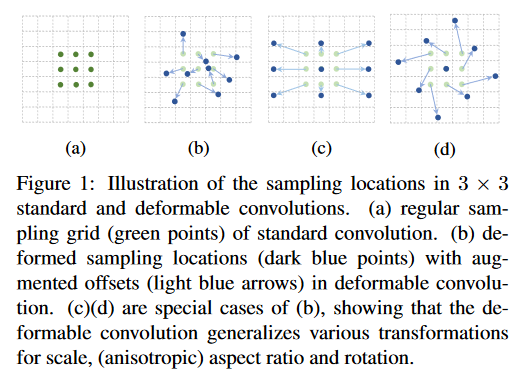 (a) (b) (c) (d)
Figure 1: Illustration of the sampling locations in 3 × 3
standard and deformable convolutions. (a) regular sam-
pling grid (green points) of standard convolution. (b) de-
formed sampling locations (dark blue points) with aug-
mented offsets (light blue arrows) in deformable convolu-
tion. (c)(d) are special cases of (b), showing that the de-
formable convolution generalizes various transformations
for scale, (anisotropic) aspect ratio and rotation.